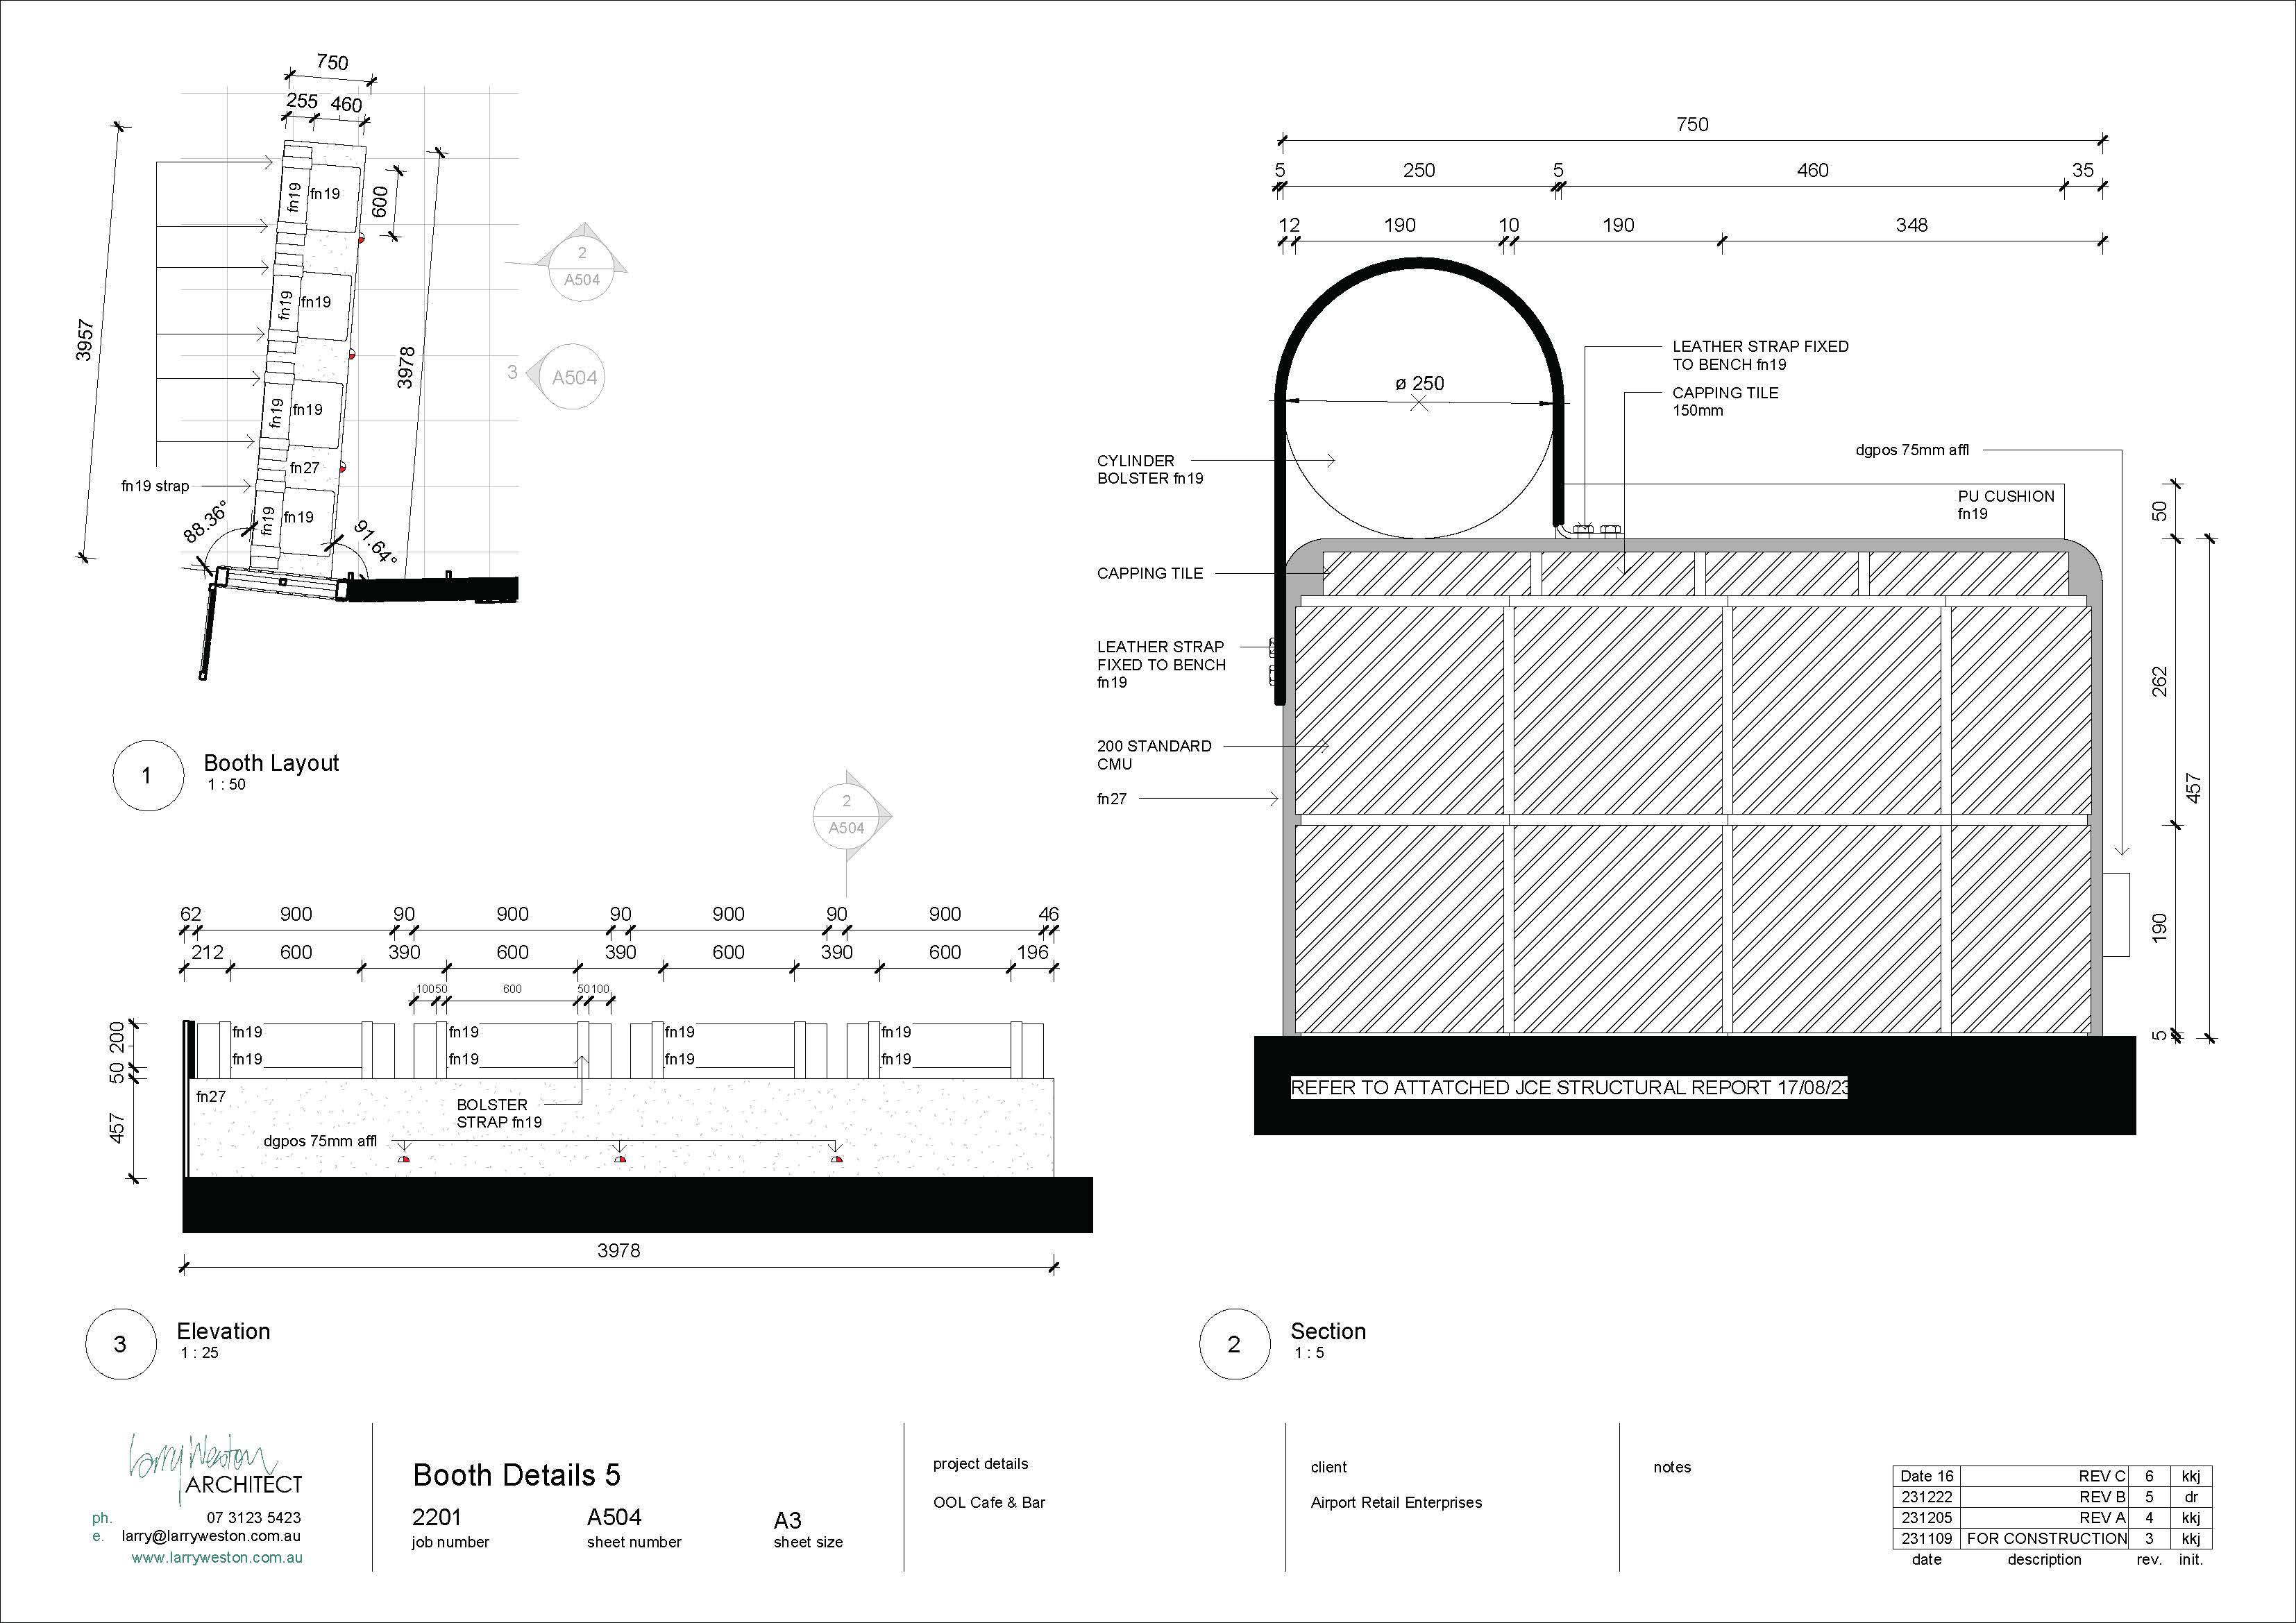 750
255 460
3957
fn19 fn19
600
fn19 fn19
3978
fn19 fn19
fn27
fn19 strap
fn19 fn19
88.36°
91.64°
2
A504
3 A504
1
Booth Layout
1 : 50
2
A504
62 900 90 900 90 900 90 900 46
212 600 390 600 390 600 390 600 196
100 50 600 50 100
200
50
457
fn19 fn19 fn19 fn19
fn19 fn19 fn19 fn19
fn27
BOLSTER
STRAP fn19
dgpos 75mm affl
3978
3
Elevation
1 : 25
750
5 250 5 460 35
12 190 10 190 348
ø 250
LEATHER STRAP FIXED
TO BENCH fn19
CAPPING TILE
150mm
dgpos 75mm affl
CYLINDER
BOLSTER fn19
PU CUSHION
fn19
50
CAPPING TILE
LEATHER STRAP
FIXED TO BENCH
fn19
262
200 STANDARD
CMU
fn27
457
190
5
REFER TO ATTATCHED JCE STRUCTURAL REPORT 17/08/23
2
Section
1 : 5
Larry Weston
ARCHITECT
ph. 07 3123 5423
e. larry@larryweston.com.au
www.larryweston.com.au
Booth Details 5
2201 A504 A3
job number sheet number sheet size
project details
OOL Cafe & Bar
client
Airport Retail Enterprises
notes
Date 16 REV C 6 kkj
231222 REV B 5 dr
231205 REV A 4 kkj
231109 FOR CONSTRUCTION 3 kkj
date description rev. init.